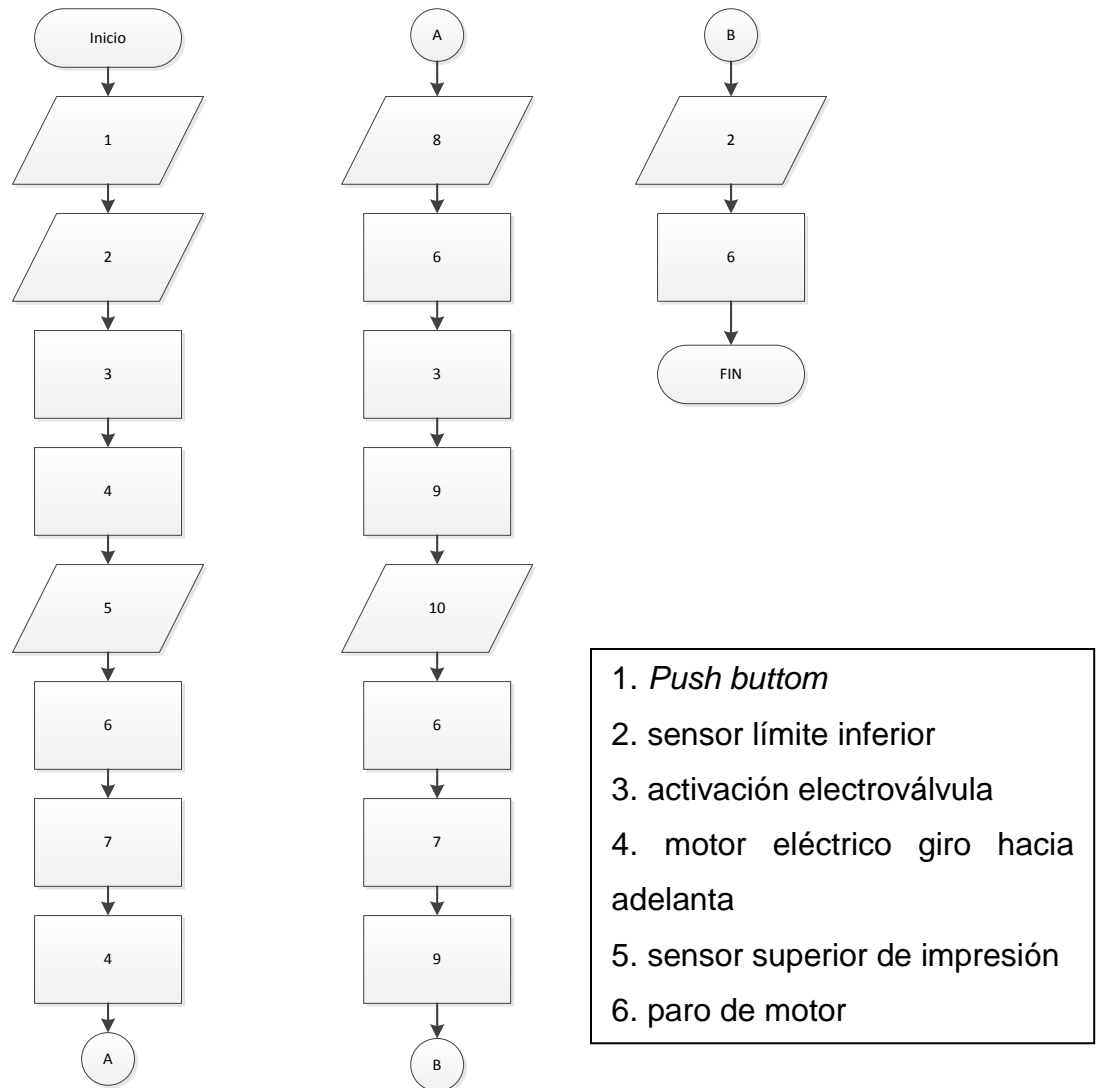 Inicio
1
2
3
4
5
6
7
4
A
A
8
6
3
9
10
6
7
9
B
B
2
6
FIN
1. Push buttom
2. sensor límite inferior
3. activación electroválvula
4. motor eléctrico giro hacia
adelanta
5. sensor superior de impresión
6. paro de motor